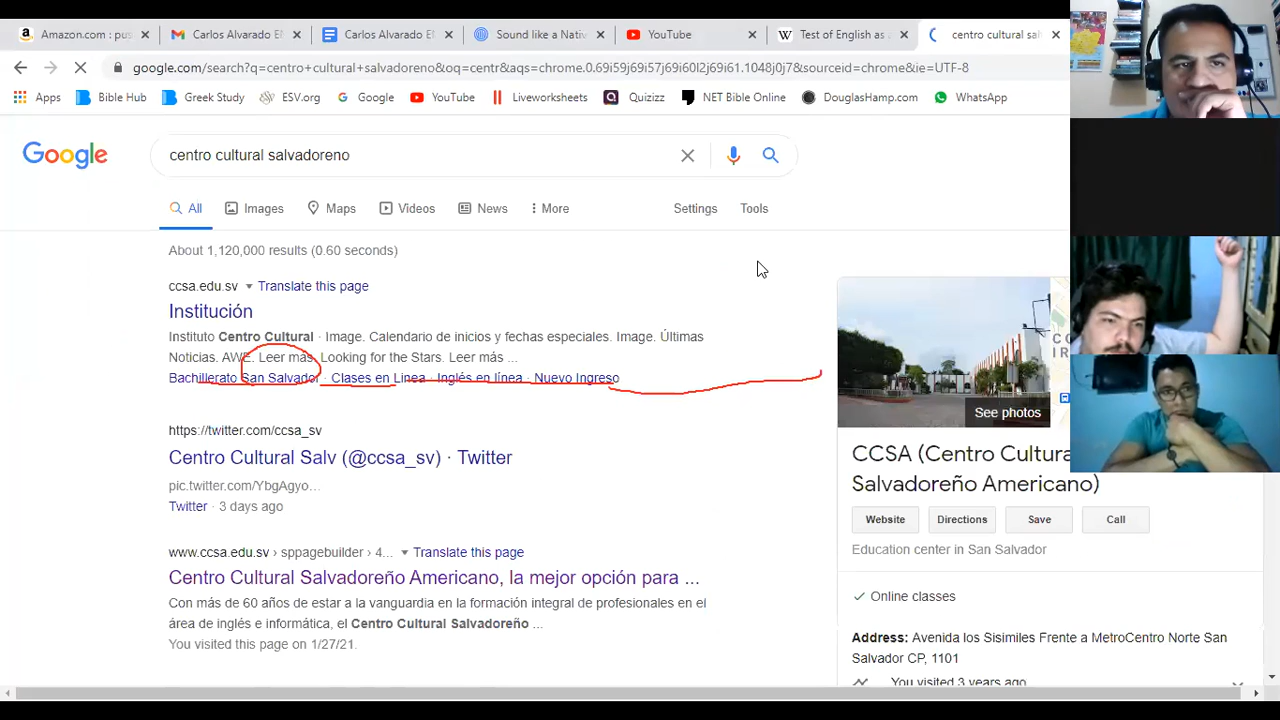 Amazon.com : pus
Carlos Alvarado E
Carlos Alvarado E
Sound like a Nativ
YouTube
Test of English as
centro cultural sal
google.com/search?q=centro+cultural+salvadoreno&oq=centr&aqs=chrome.0.69i59j69i57j69i60l2j69i61.1048j0j7&sourceid=chrome&ie=UTF-8
Apps Bible Hub Greek Study ESV.org Google YouTube Liveworksheets Quizizz NET Bible Online DouglasHamp.com WhatsApp
Google
centro cultural salvadoreno
All Images Maps Videos News More Settings Tools
About 1,120,000 results (0.60 seconds)
ccsa.edu.sv Translate this page
Institución
Instituto Centro Cultural · Image. Calendario de inicios y fechas especiales. Image. Últimas
Noticias. AWE. Leer más. Looking for the Stars. Leer más ...
Bachillerato San Salvador · Clases en Linea · Inglés en línea · Nuevo Ingreso
https://twitter.com/ccsa_sv
Centro Cultural Salv (@ccsa_sv) · Twitter
pic.twitter.com/YbgAgyo…
Twitter · 3 days ago
www.ccsa.edu.sv › sppagebuilder › 4... Translate this page
Centro Cultural Salvadoreño Americano, la mejor opción para ...
Con más de 60 años de estar a la vanguardia en la formación integral de profesionales en el
área de inglés e informática, el Centro Cultural Salvadoreño ...
You visited this page on 1/27/21.
See photos
CCSA (Centro Cultura
Salvadoreño Americano)
Website Directions Save Call
Education center in San Salvador
Online classes
Address: Avenida los Sisimiles Frente a MetroCentro Norte San
Salvador CP, 1101
You visited 3 years ago